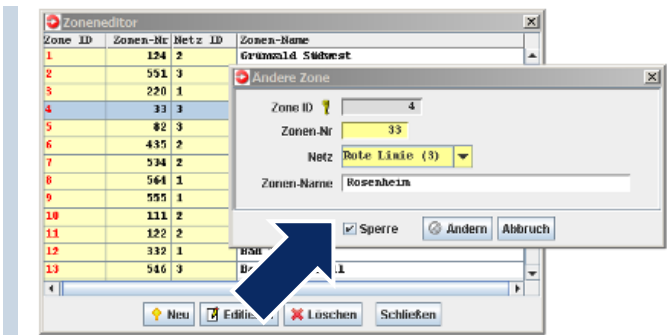 Zoneneditor
Zone ID Zonen-Nr Netz ID Zonen-Name
1 124 2 Grünwald Südwest
2 551 3
3 220 1
4 33 3
5 82 3
6 435 2
7 534 2
8 564 1
9 555 1
10 111 2
11 122 2
12 332 1 Bad
13 546 3
Neu Löschen Schließen
Andere Zone
Zone ID 4
Zonen-Nr 33
Netz Rote Linie (3)
Zonen-Name Rosenheim
Sperre Ändern Abbruch